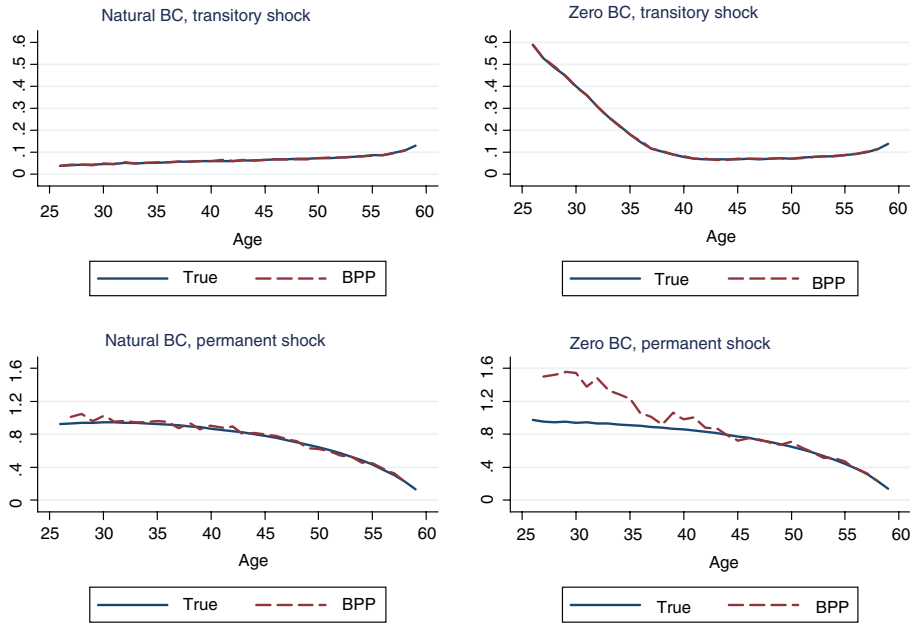 Natural BC, transitory shock
.6
.5
.4
.3
.2
.1
0
25 30 35 40 45 50 55 60
Age
True BPP
Zero BC, transitory shock
.6
.5
.4
.3
.2
.1
0
25 30 35 40 45 50 55 60
Age
True BPP
Natural BC, permanent shock
1.6
1.2
.8
.4
0
25 30 35 40 45 50 55 60
Age
True BPP
Zero BC, permanent shock
1.6
1.2
.8
.4
0
25 30 35 40 45 50 55 60
Age
True BPP